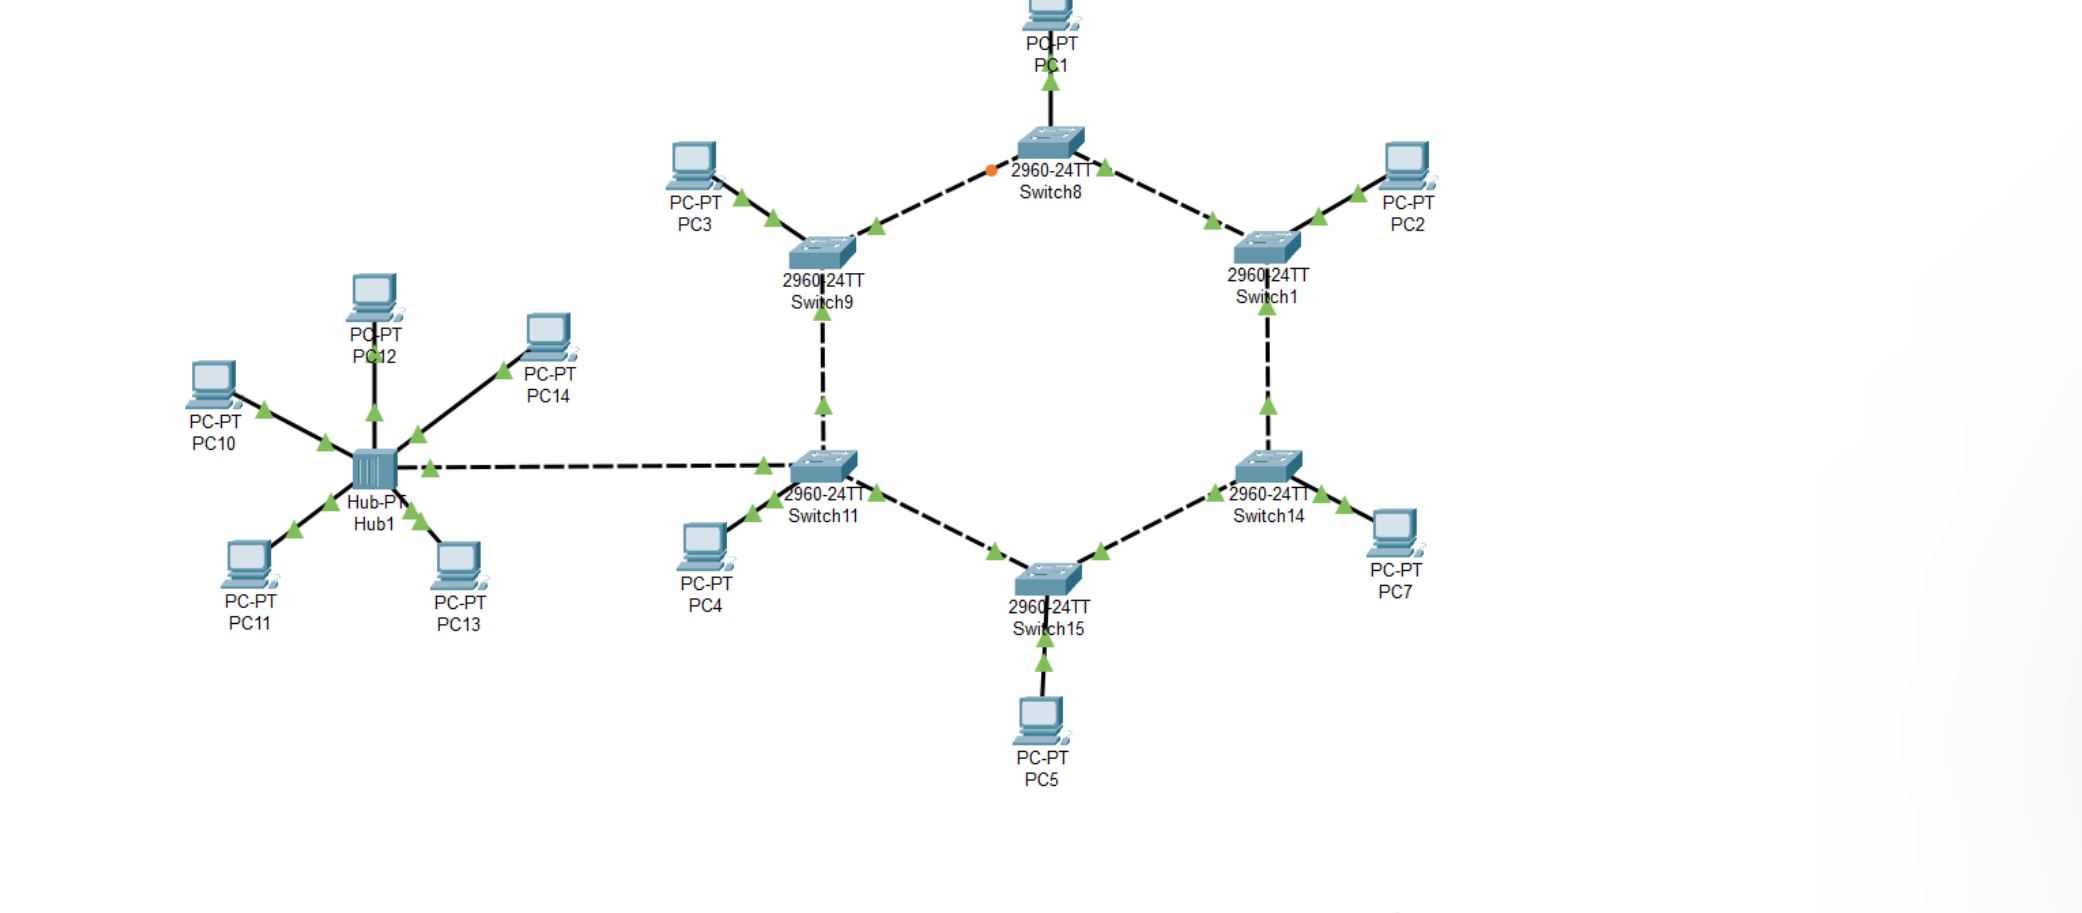 PC-PT
PC1
2960-24TT
Switch8
PC-PT
PC3
PC-PT
PC2
2960-24TT
Switch9
2960-24TT
Switch1
PC-PT
PC12
PC-PT
PC14
PC-PT
PC10
Hub-PT
Hub1
2960-24TT
Switch11
2960-24TT
Switch14
PC-PT
PC11
PC-PT
PC13
PC-PT
PC4
PC-PT
PC7
2960-24TT
Switch15
PC-PT
PC5